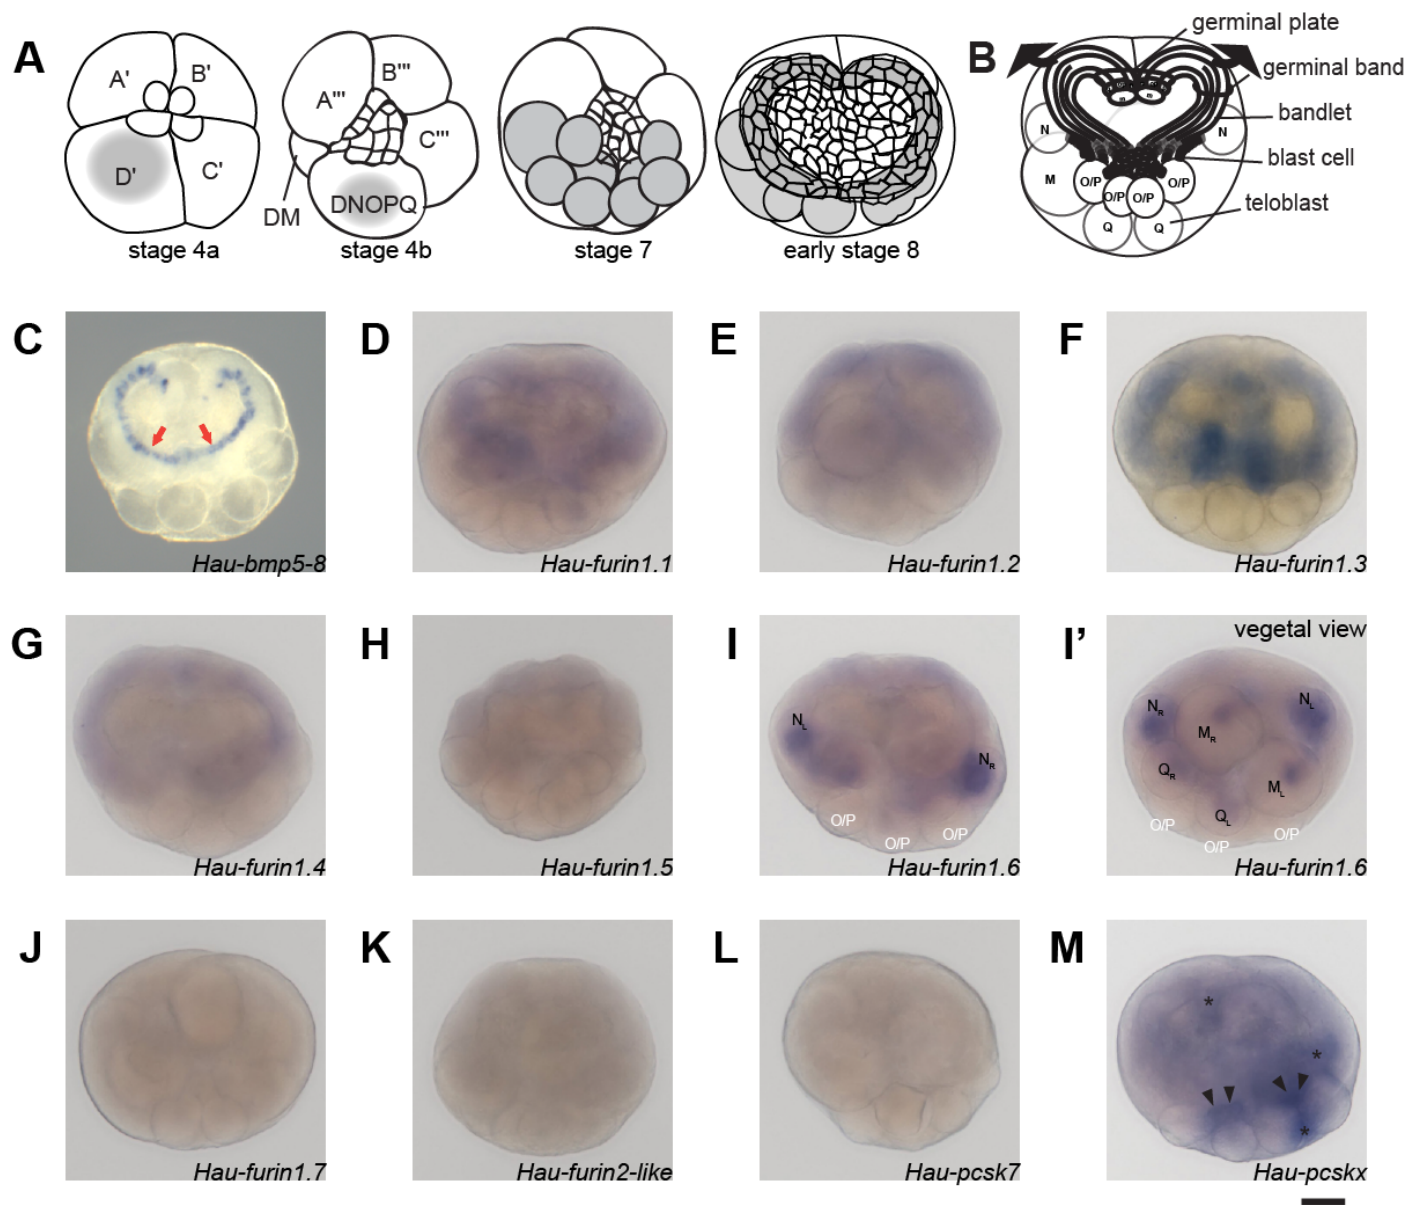 A
A'
B'
D'
C'
stage 4a
A'''
B'''
C'''
DM
DNOPQ
stage 4b
stage 7
early stage 8
B
germinal plate
germinal band
bandlet
blast cell
teloblast
N
N
M
O/P
O/P
O/P
O/P
Q
Q
C
Hau-bmp5-8
D
Hau-furin1.1
E
Hau-furin1.2
F
Hau-furin1.3
G
Hau-furin1.4
H
Hau-furin1.5
I
NL
NR
O/P
O/P
O/P
Hau-furin1.6
I’
vegetal view
NR
NL
MR
QR
ML
QL
O/P
O/P
O/P
Hau-furin1.6
J
Hau-furin1.7
K
Hau-furin2-like
L
Hau-pcsk7
M
*
*
*
Hau-pcskx